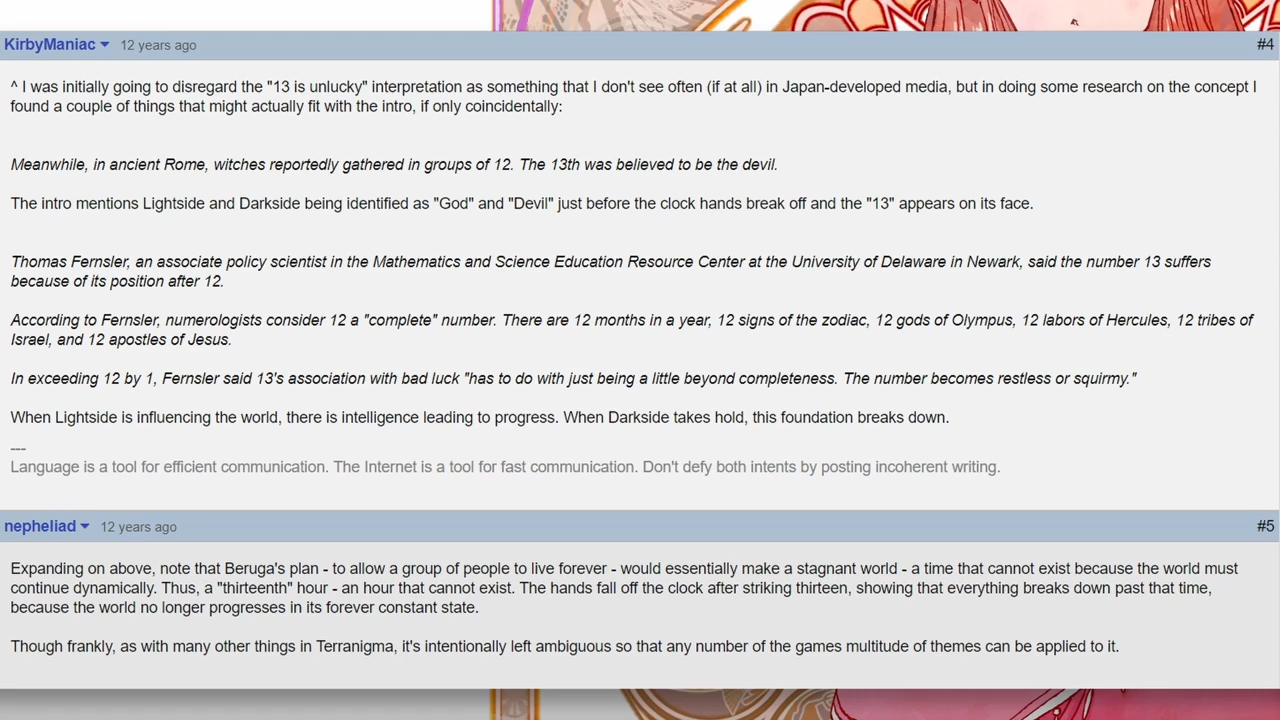 KirbyManiac 12 years ago #4
^ I was initially going to disregard the "13 is unlucky" interpretation as something that I don't see often (if at all) in Japan-developed media, but in doing some research on the concept I
found a couple of things that might actually fit with the intro, if only coincidentally:
Meanwhile, in ancient Rome, witches reportedly gathered in groups of 12. The 13th was believed to be the devil.
The intro mentions Lightside and Darkside being identified as "God" and "Devil" just before the clock hands break off and the "13" appears on its face.
Thomas Fernsler, an associate policy scientist in the Mathematics and Science Education Resource Center at the University of Delaware in Newark, said the number 13 suffers
because of its position after 12.
According to Fernsler, numerologists consider 12 a "complete" number. There are 12 months in a year, 12 signs of the zodiac, 12 gods of Olympus, 12 labors of Hercules, 12 tribes of
Israel, and 12 apostles of Jesus.
In exceeding 12 by 1, Fernsler said 13's association with bad luck "has to do with just being a little beyond completeness. The number becomes restless or squirmy."
When Lightside is influencing the world, there is intelligence leading to progress. When Darkside takes hold, this foundation breaks down.
---
Language is a tool for efficient communication. The Internet is a tool for fast communication. Don't defy both intents by posting incoherent writing.
nepheliad 12 years ago #5
Expanding on above, note that Beruga's plan - to allow a group of people to live forever - would essentially make a stagnant world - a time that cannot exist because the world must
continue dynamically. Thus, a "thirteenth" hour - an hour that cannot exist. The hands fall off the clock after striking thirteen, showing that everything breaks down past that time,
because the world no longer progresses in its forever constant state.
Though frankly, as with many other things in Terranigma, it's intentionally left ambiguous so that any number of the games multitude of themes can be applied to it.